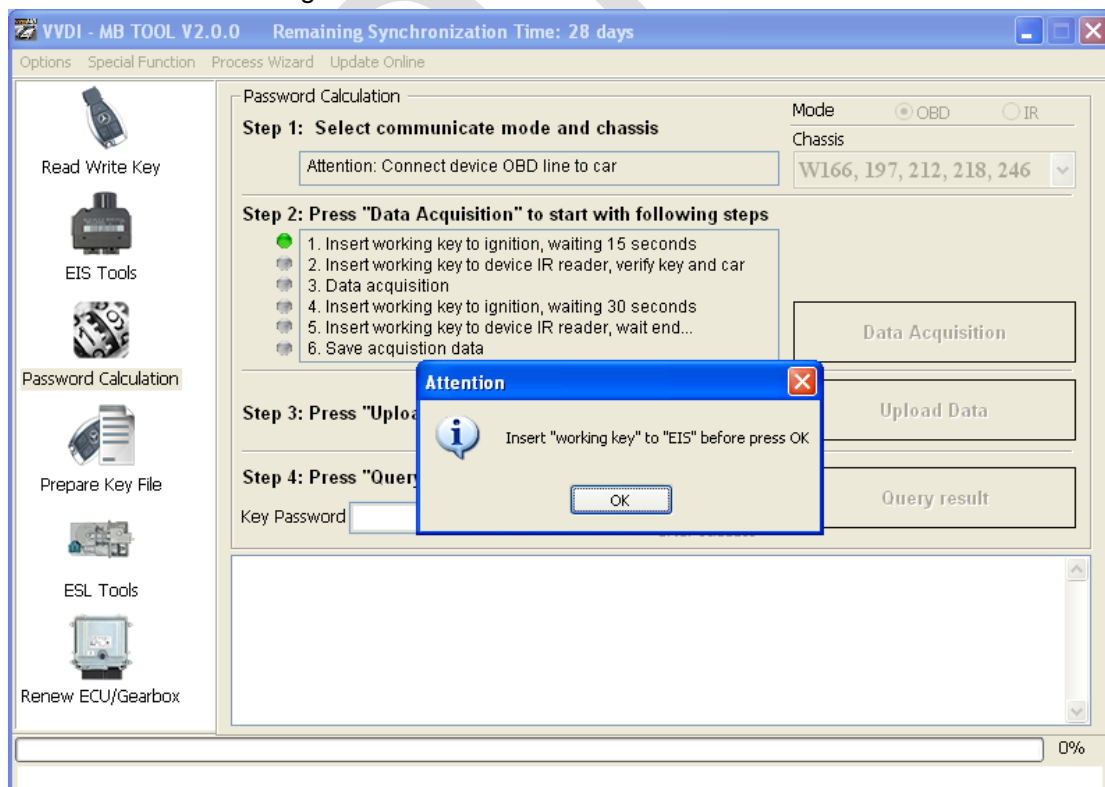 VVDI - MB TOOL V2.0.0 Remaining Synchronization Time: 28 days
Options Special Function Process Wizard Update Online
Read Write Key
EIS Tools
Password Calculation
Prepare Key File
ESL Tools
Renew ECU/Gearbox
Password Calculation
Step 1: Select communicate mode and chassis
Attention: Connect device OBD line to car
Mode OBD IR
Chassis
W166, 197, 212, 218, 246
Step 2: Press "Data Acquisition" to start with following steps
1. Insert working key to ignition, waiting 15 seconds
2. Insert working key to device IR reader, verify key and car
3. Data acquisition
4. Insert working key to ignition, waiting 30 seconds
5. Insert working key to device IR reader, wait end...
6. Save acquistion data
Data Acquisition
Step 3: Press "Uploa
Upload Data
Step 4: Press "Query
Key Password
Query result
Attention
Insert "working key" to "EIS" before press OK
OK
0%